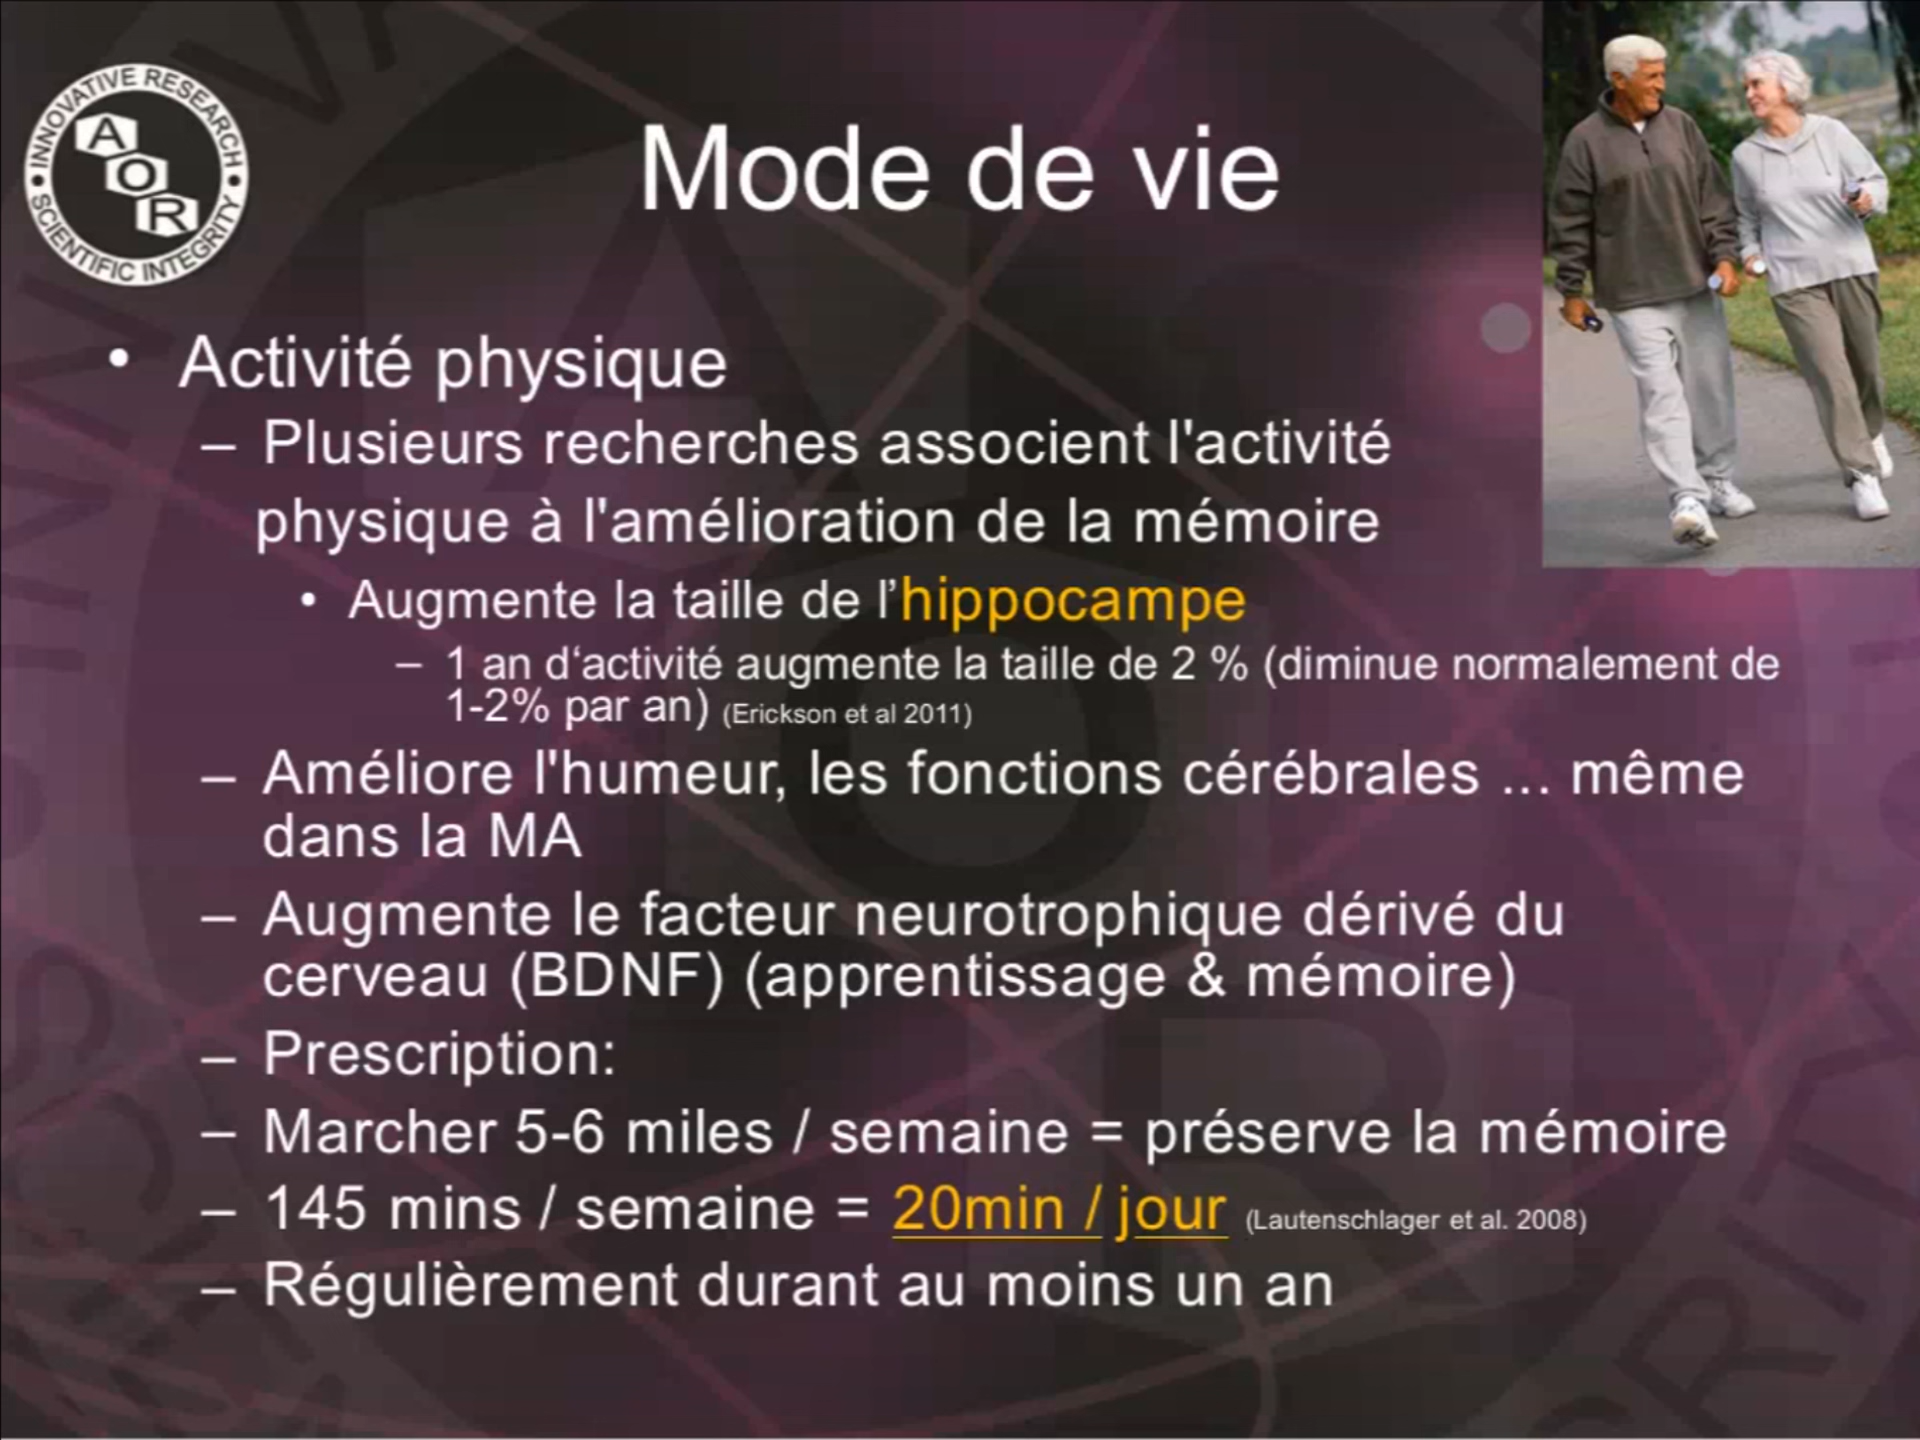 INNOVATIVE RESEARCH
AOR
SCIENTIFIC INTEGRITY
Mode de vie
• Activité physique
– Plusieurs recherches associent l'activité
physique à l'amélioration de la mémoire
• Augmente la taille de l’hippocampe
– 1 an d‘activité augmente la taille de 2 % (diminue normalement de
1-2% par an) (Erickson et al 2011)
– Améliore l'humeur, les fonctions cérébrales ... même
dans la MA
– Augmente le facteur neurotrophique dérivé du
cerveau (BDNF) (apprentissage & mémoire)
– Prescription:
– Marcher 5-6 miles / semaine = préserve la mémoire
– 145 mins / semaine = 20min / jour (Lautenschlager et al. 2008)
– Régulièrement durant au moins un an